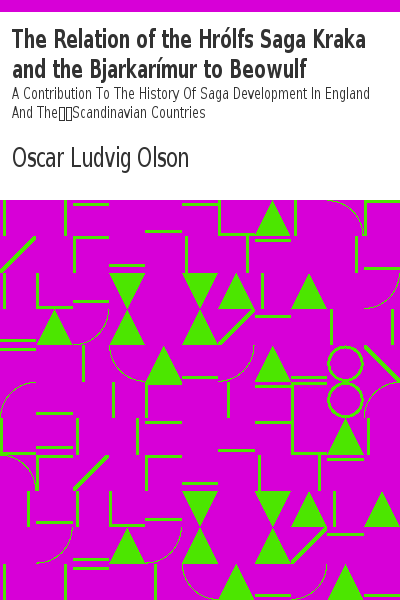 The Relation of the Hrólfs Saga Kraka
and the Bjarkarímur to Beowulf
A Contribution To The History Of Saga Development In England
And The▯▯Scandinavian Countries
Oscar Ludvig Olson